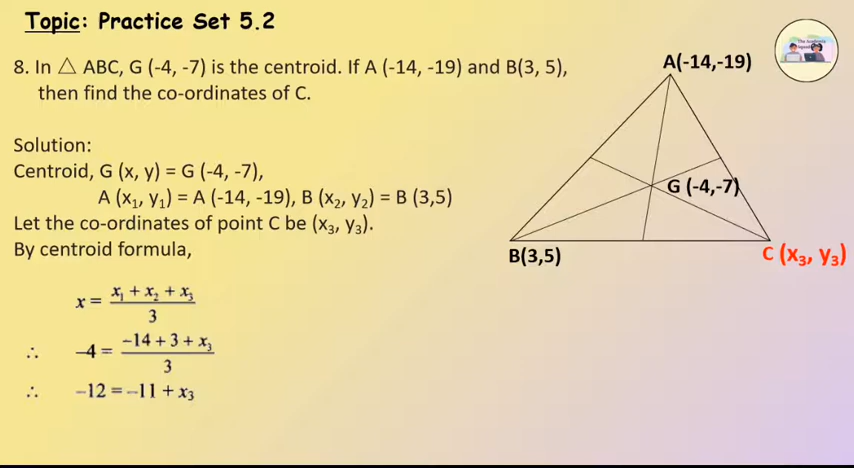 Topic: Practice Set 5.2
8. In △ ABC, G (-4, -7) is the centroid. If A (-14, -19) and B(3, 5),
then find the co-ordinates of C.
Solution:
Centroid, G (x, y) = G (-4, -7),
A (x₁, y₁) = A (-14, -19), B (x₂, y₂) = B (3,5)
Let the co-ordinates of point C be (x₃, y₃).
By centroid formula,
x = (x₁ + x₂ + x₃) / 3
∴ –4 = (–14 + 3 + x₃) / 3
∴ –12 = –11 + x₃
A(-14,-19)
G (-4,-7)
B(3,5)
C (x₃, y₃)